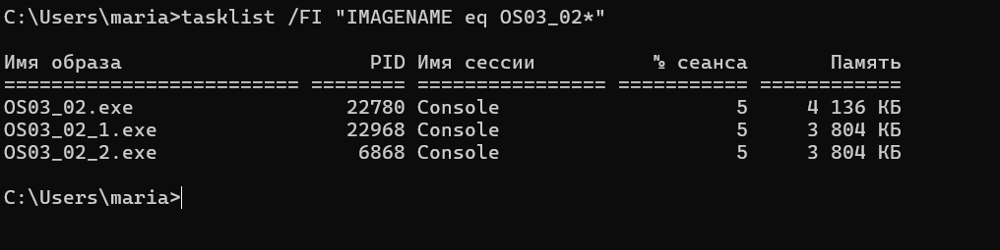 C:\Users\maria>tasklist /FI "IMAGENAME eq OS03_02*"
Имя образа                     PID Имя сессии          № сеанса       Память
========================= ======== ================ =========== ============
OS03_02.exe                  22780 Console                    5     4 136 КБ
OS03_02_1.exe                22968 Console                    5     3 804 КБ
OS03_02_2.exe                 6868 Console                    5     3 804 КБ
C:\Users\maria>